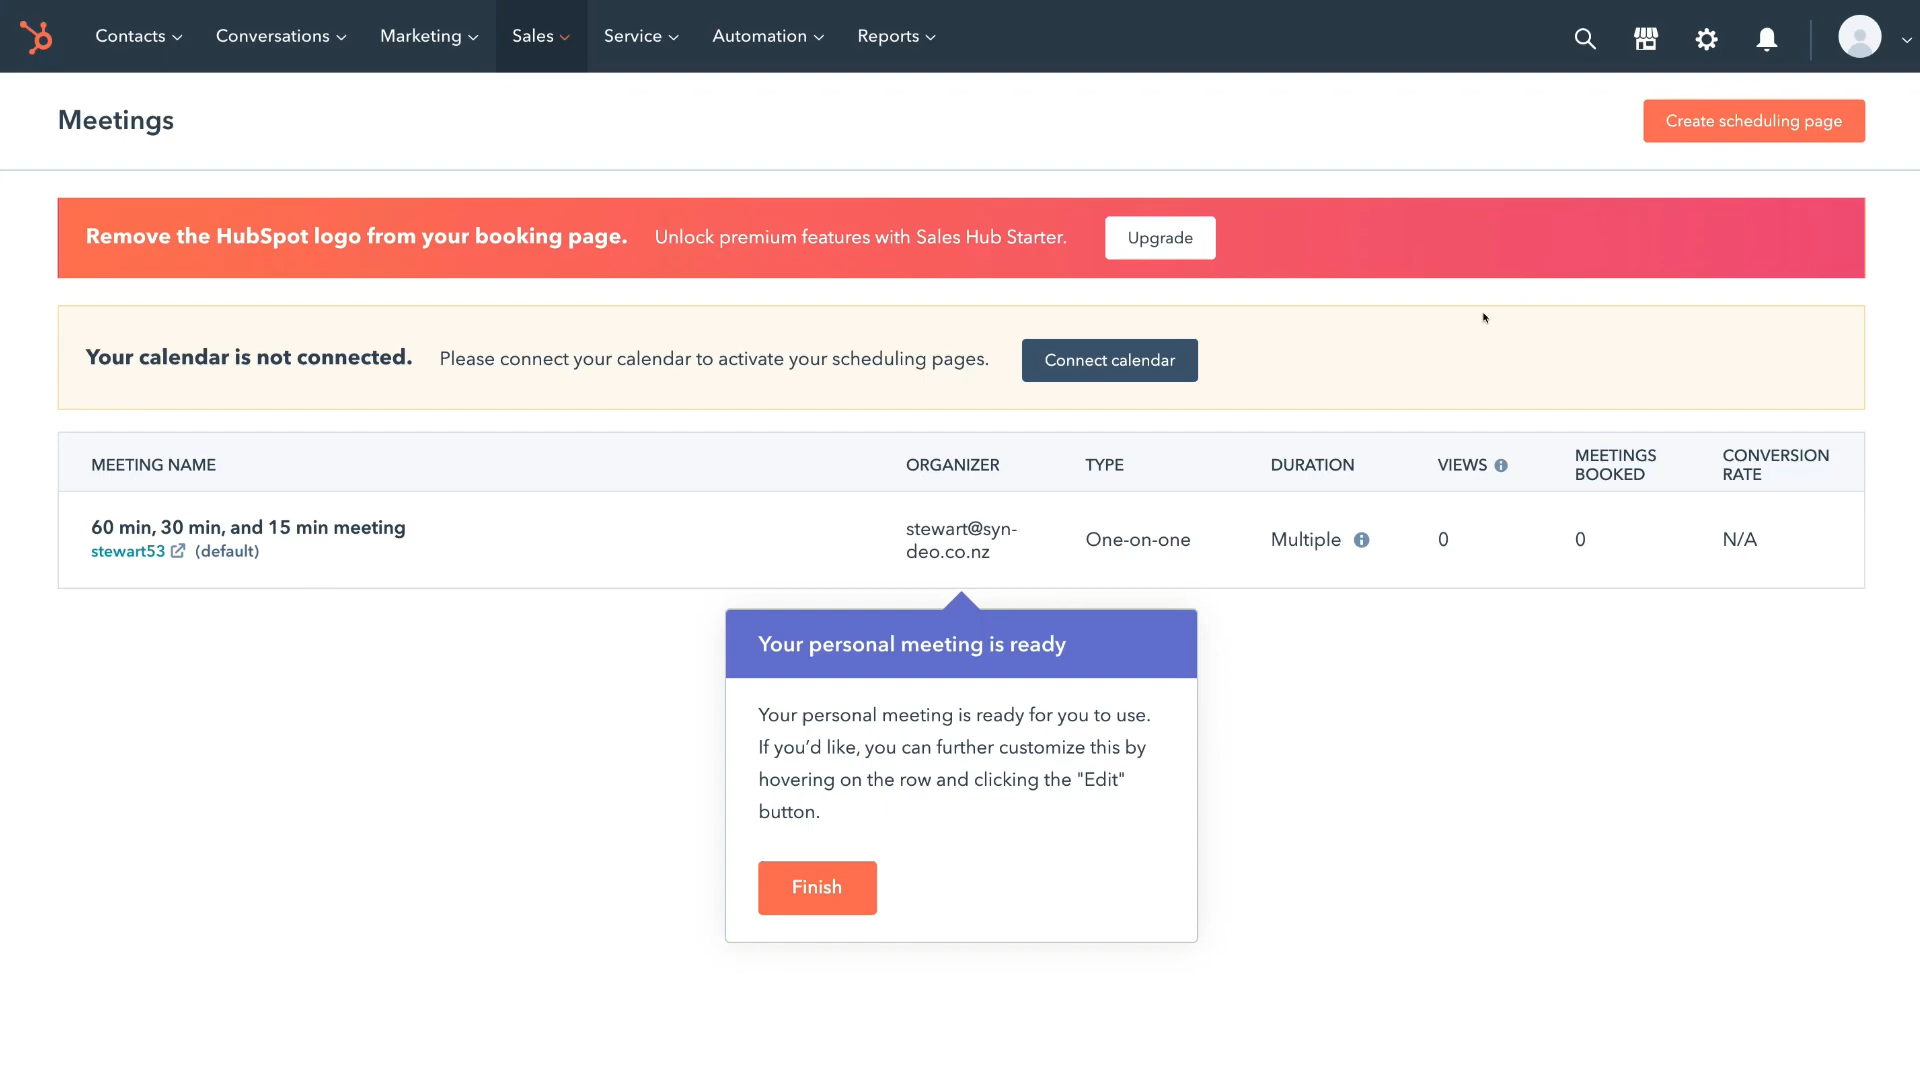 Contacts
Conversations
Marketing
Sales
Service
Automation
Reports
Meetings
Create scheduling page
Remove the HubSpot logo from your booking page.
Unlock premium features with Sales Hub Starter.
Upgrade
Your calendar is not connected.
Please connect your calendar to activate your scheduling pages.
Connect calendar
MEETING NAME
ORGANIZER
TYPE
DURATION
VIEWS
MEETINGS
BOOKED
CONVERSION
RATE
60 min, 30 min, and 15 min meeting
stewart53 (default)
stewart@syn-
deo.co.nz
One-on-one
Multiple
0
0
N/A
Your personal meeting is ready
Your personal meeting is ready for you to use.
If you’d like, you can further customize this by
hovering on the row and clicking the "Edit"
button.
Finish